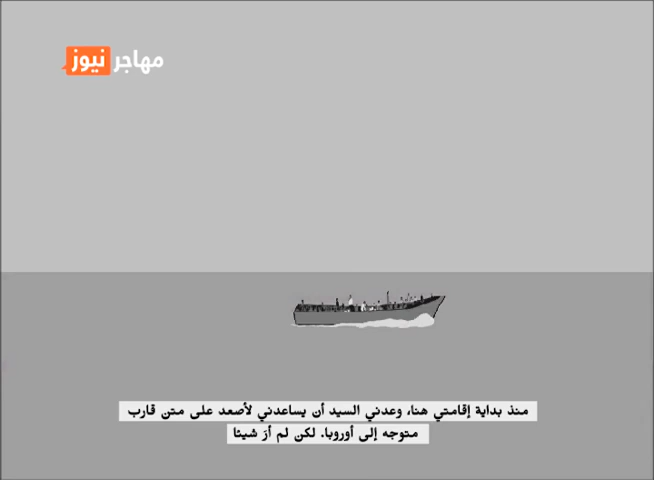 مهاجر نيوز
منذ بداية إقامتي هنا، وعدني السيد أن يساعدني لأصعد على متن قارب
متوجه إلى أوروبا. لكن لم أرَ شيئا